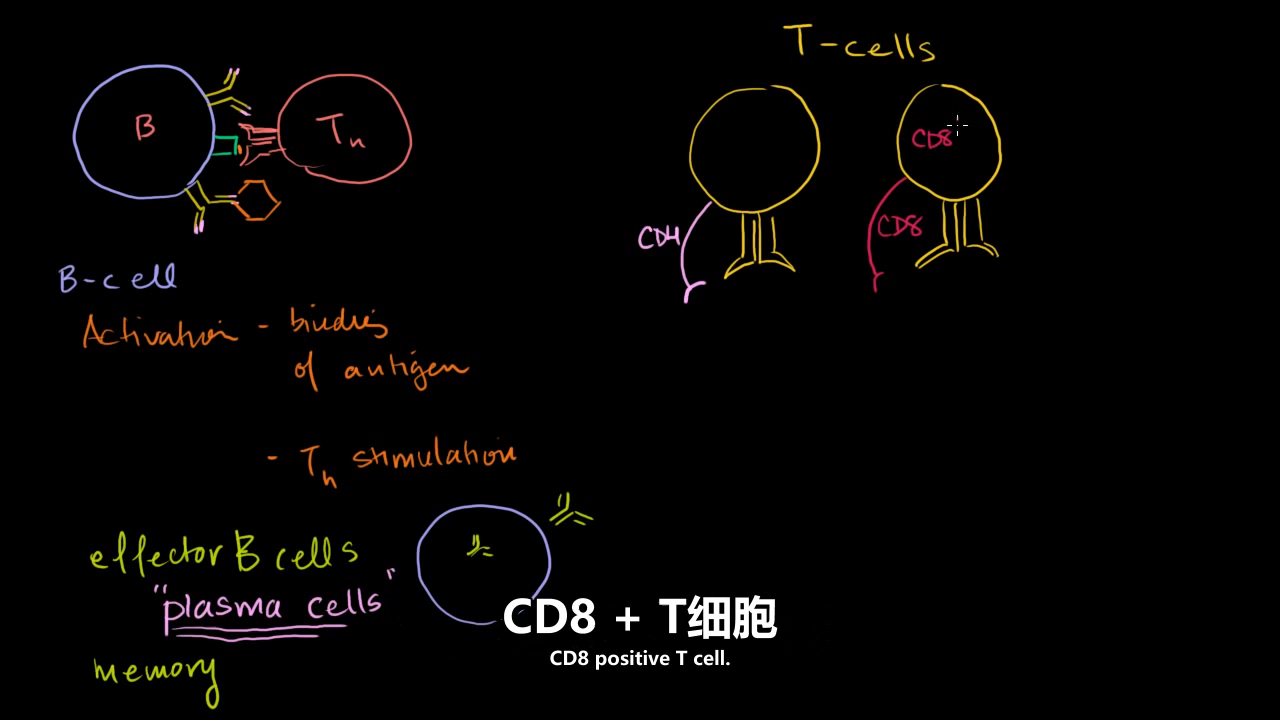 B
Th
B-cell
Activation - binding
of antigen
- Th stimulation
effector B cells
"plasma cells"
memory
T-cells
CD8
CD4
CD8
CD8 + T细胞
CD8 positive T cell.